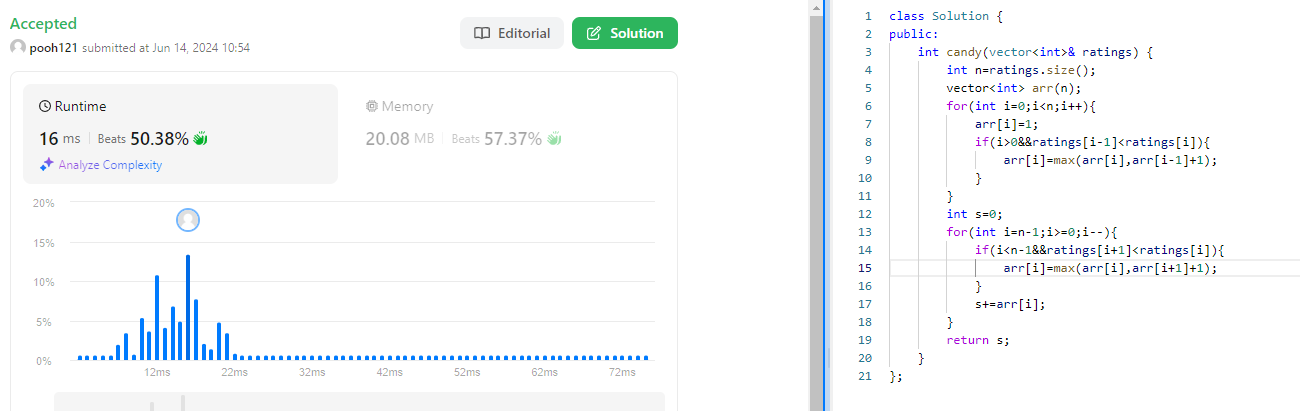 Accepted
pooh121 submitted at Jun 14, 2024 10:54
Editorial
Solution
Runtime
16 ms | Beats 50.38%
Analyze Complexity
Memory
20.08 MB | Beats 57.37%
20%
15%
10%
5%
0%
12ms 22ms 32ms 42ms 52ms 62ms 72ms
1 class Solution {
2 public:
3     int candy(vector<int>& ratings) {
4         int n=ratings.size();
5         vector<int> arr(n);
6         for(int i=0;i<n;i++){
7             arr[i]=1;
8             if(i>0&&ratings[i-1]<ratings[i]){
9                 arr[i]=max(arr[i],arr[i-1]+1);
10             }
11         }
12         int s=0;
13         for(int i=n-1;i>=0;i--){
14             if(i<n-1&&ratings[i+1]<ratings[i]){
15                 arr[i]=max(arr[i],arr[i+1]+1);
16             }
17             s+=arr[i];
18         }
19         return s;
20     }
21 };